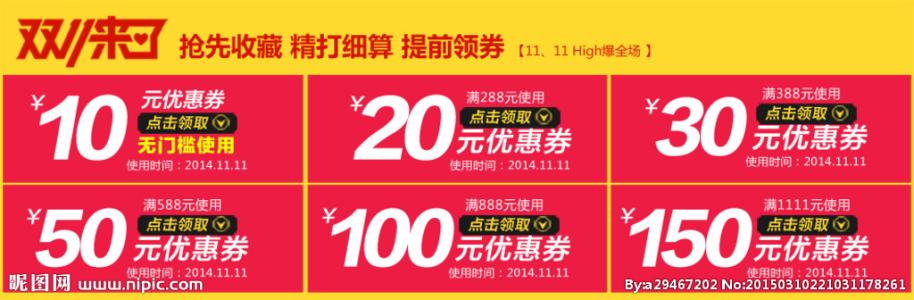 双11来了 抢先收藏 精打细算 提前领券 【11、11 High爆全场 】
¥10 元优惠券
点击领取
无门槛使用
使用时间：2014.11.11
满288元使用
¥20 点击领取
元优惠券
使用时间：2014.11.11
满388元使用
¥30 点击领取
元优惠券
使用时间：2014.11.11
满588元使用
¥50 点击领取
元优惠券
使用时间：2014.11.11
满888元使用
¥100 点击领取
元优惠券
使用时间：2014.11.11
满1111元使用
¥150 点击领取
元优惠券
使用时间：2014.11.11
昵图网 www.nipic.com
By:a29467202 No:20150310221031178261